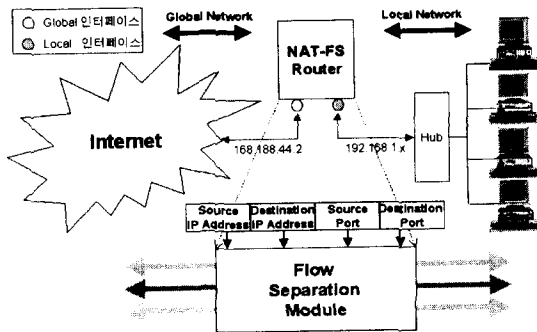 Global 인터페이스
Local 인터페이스
Global Network
Local Network
NAT-FS
Router
Internet
168.188.44.2
192.168.1.x
Hub
Source
IP Address
Destination
IP Address
Source
Port
Destination
Port
Flow
Separation
Module